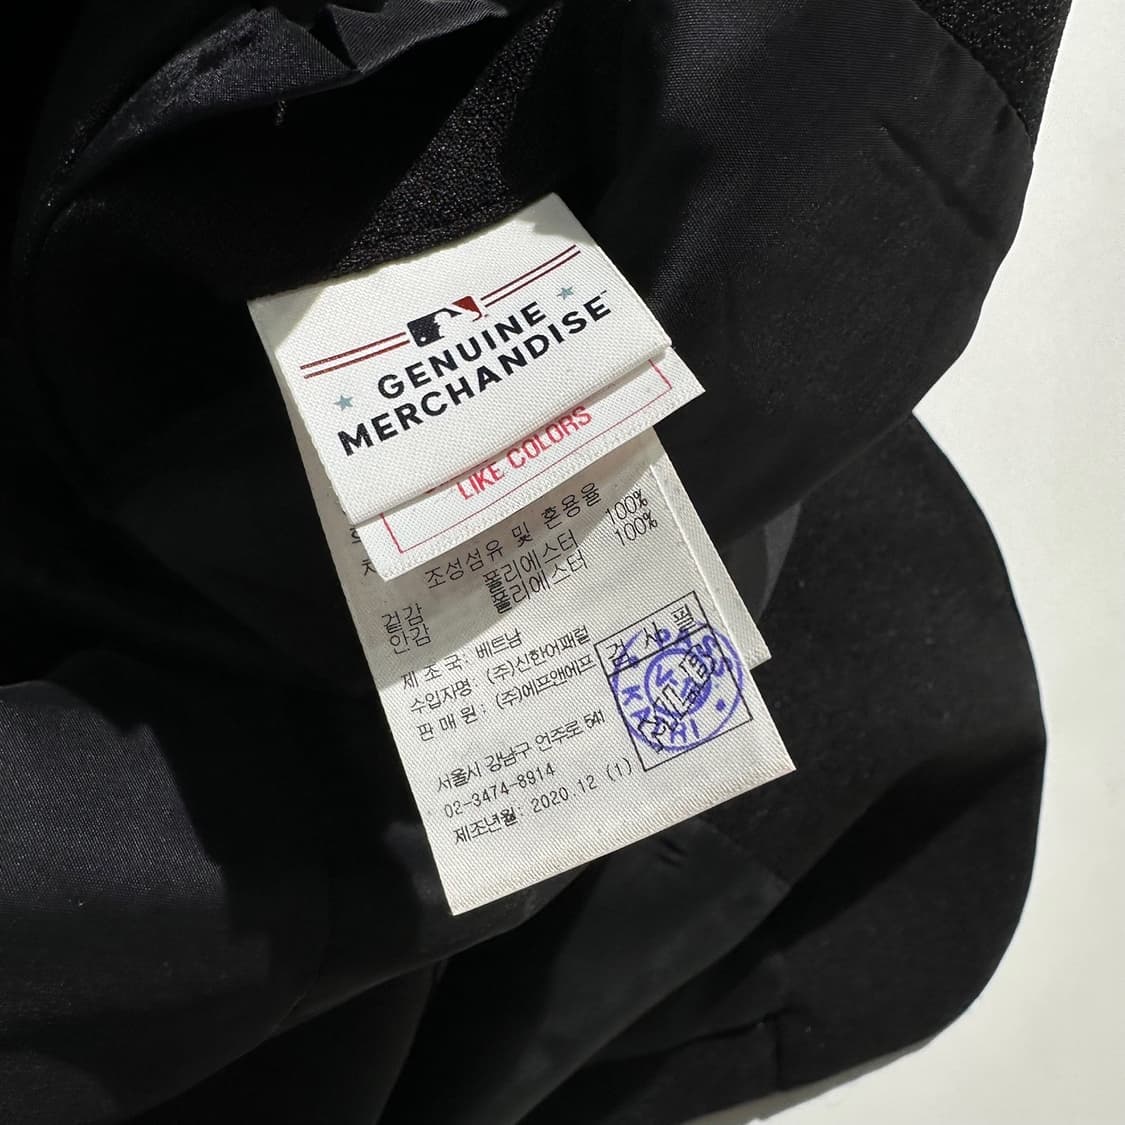 GENUINE
MERCHANDISE™
LIKE COLORS
조성섬유 및 혼용율
겉감 폴리에스터 100%
안감 폴리에스터 100%
제 조 국: 베트남
수입자명: (주)신한어패럴
판 매 원: (주)에프앤에프
서울시 강남구 언주로 541
02-3474-8914
제조년월: 2020.12 (1)
검 사 필